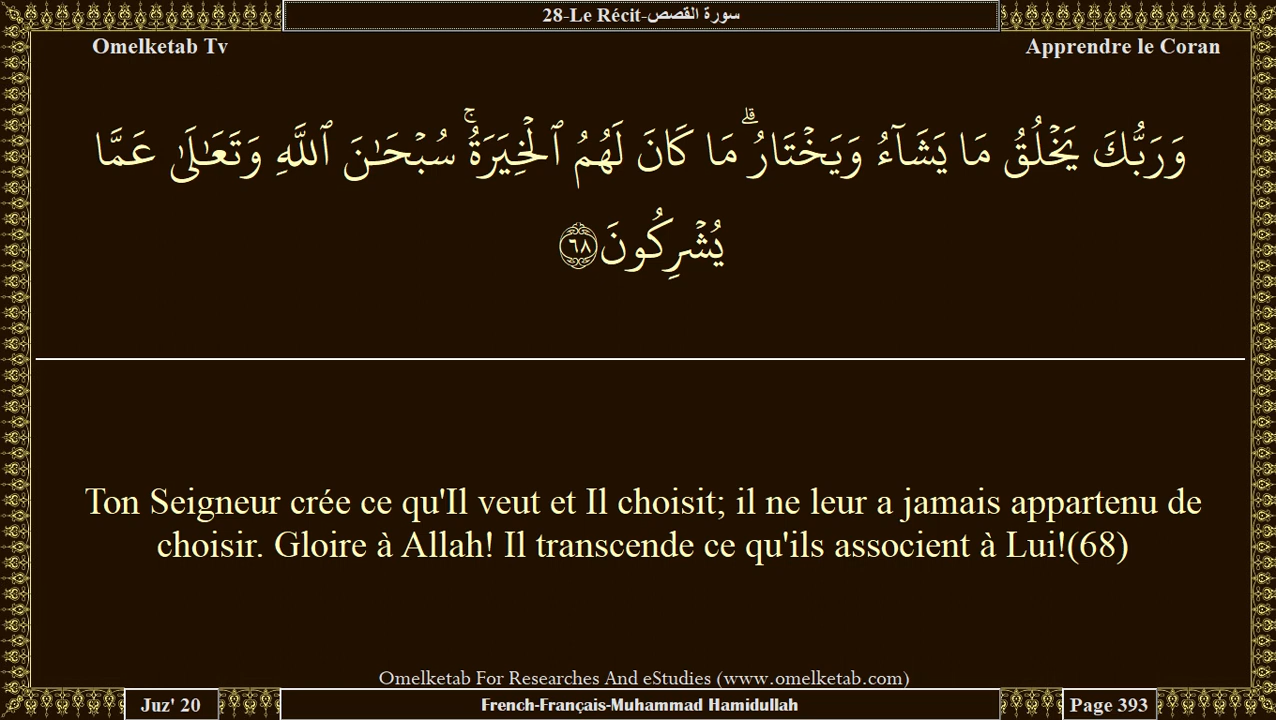 28-Le Récit-سورة القصص
Omelketab Tv
Apprendre le Coran
وَرَبُّكَ يَخْلُقُ مَا يَشَآءُ وَيَخْتَارُ ۗ مَا كَانَ لَهُمُ ٱلْخِيَرَةُ ۚ سُبْحَـٰنَ ٱللَّهِ وَتَعَـٰلَىٰ عَمَّا
يُشْرِكُونَ ٦٨
Ton Seigneur crée ce qu'Il veut et Il choisit; il ne leur a jamais appartenu de
choisir. Gloire à Allah! Il transcende ce qu'ils associent à Lui!(68)
Omelketab For Researches And eStudies (www.omelketab.com)
Juz' 20
French-Français-Muhammad Hamidullah
Page 393